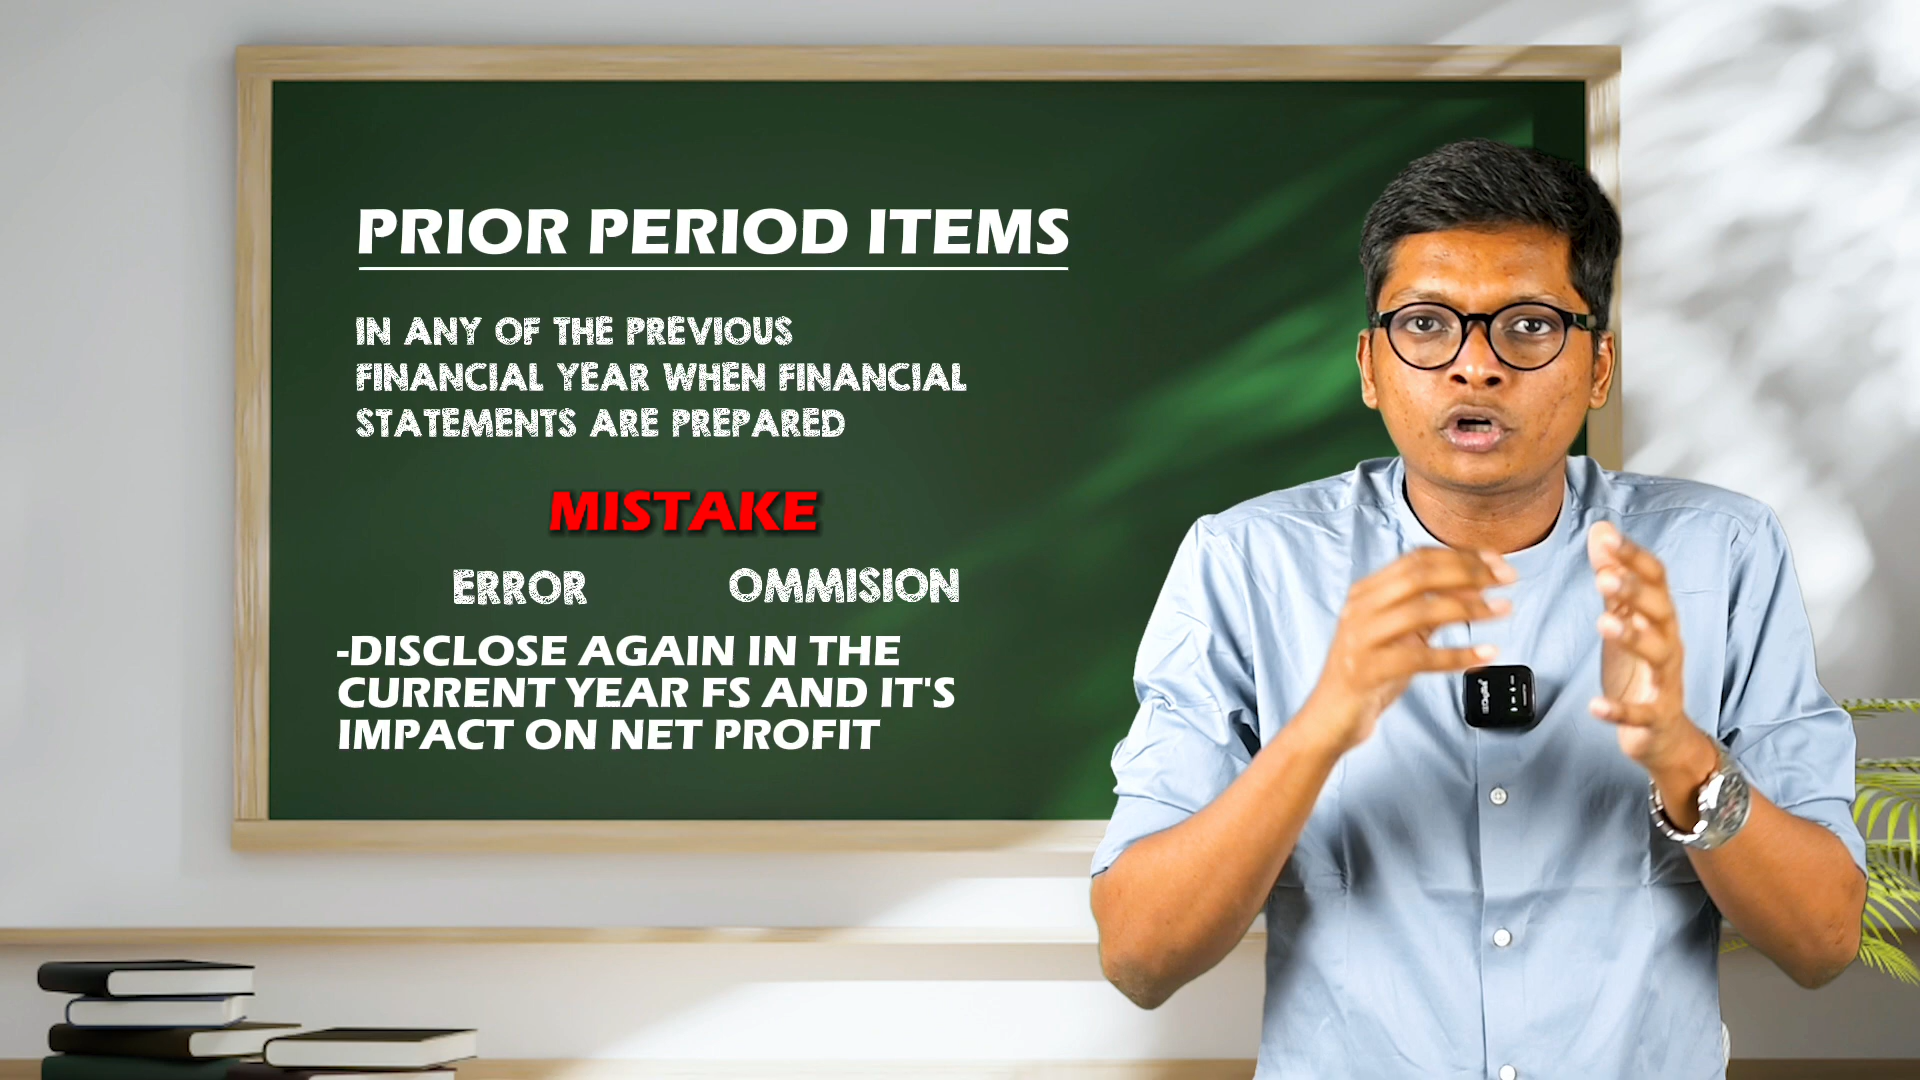 PRIOR PERIOD ITEMS
IN ANY OF THE PREVIOUS
FINANCIAL YEAR WHEN FINANCIAL
STATEMENTS ARE PREPARED
MISTAKE
ERROR OMMISION
-DISCLOSE AGAIN IN THE
CURRENT YEAR FS AND IT'S
IMPACT ON NET PROFIT